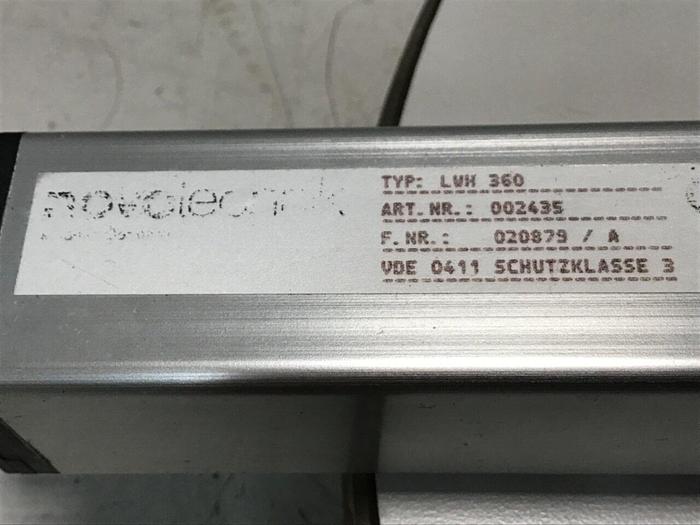 novotechnik
TYP: LWH 360
ART.NR.: 002435
F.NR.: 020879 / A
VDE 0411 SCHUTZKLASSE 3